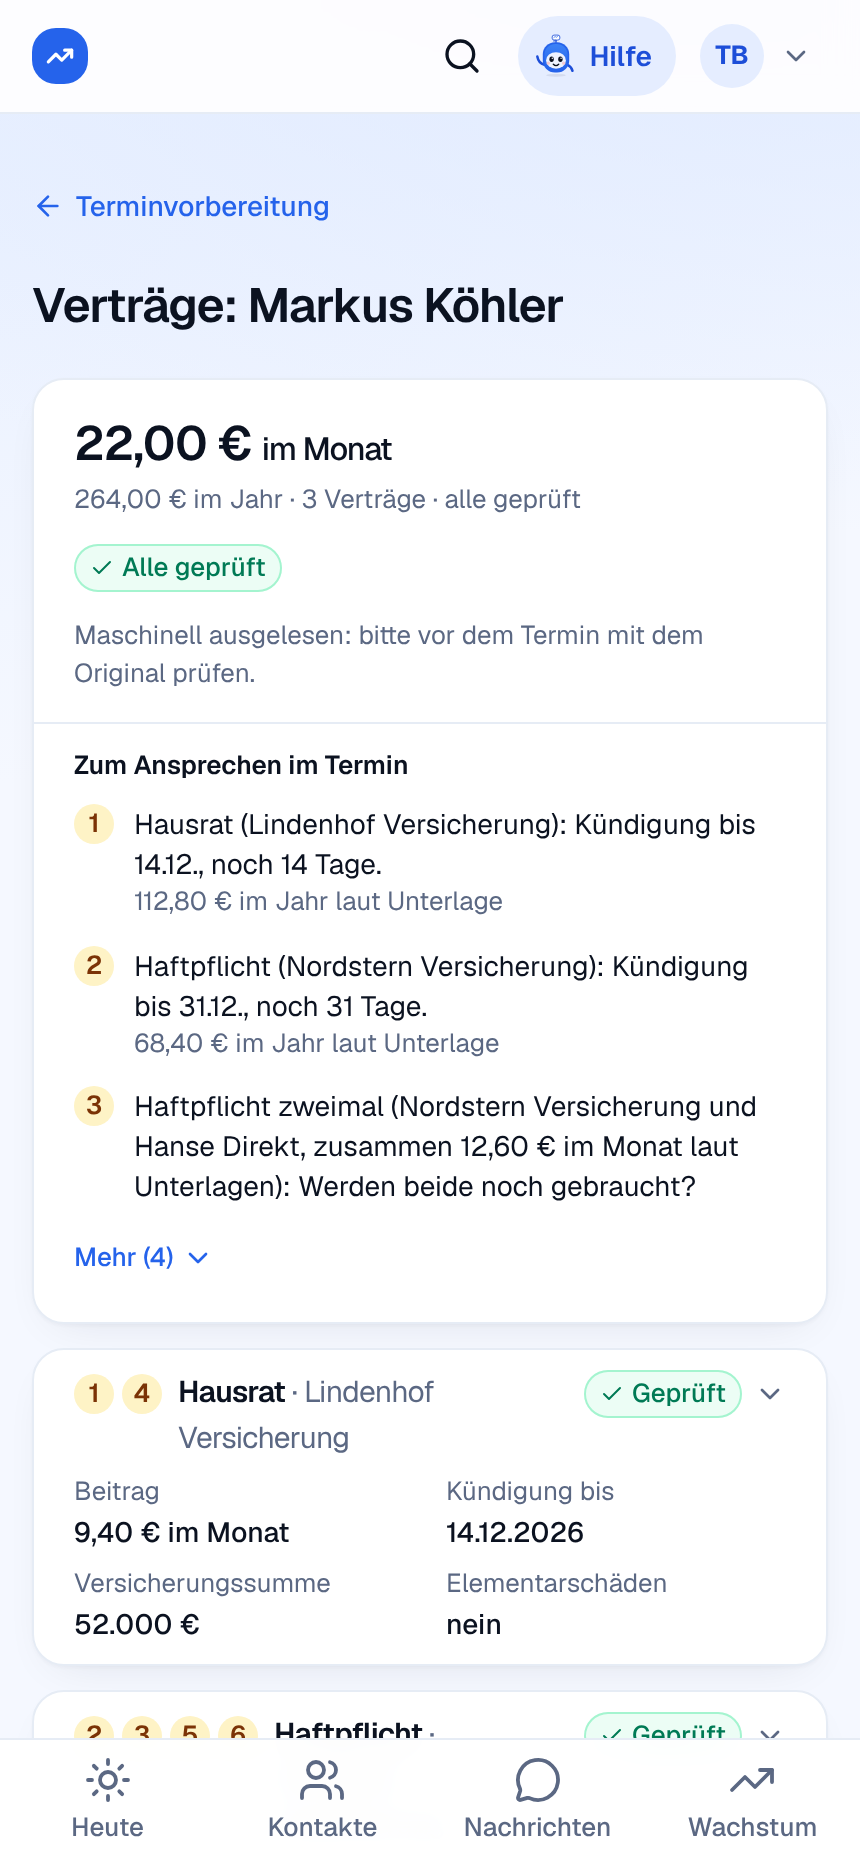 Hilfe
TB
Terminvorbereitung
Verträge: Markus Köhler
22,00 € im Monat
264,00 € im Jahr · 3 Verträge · alle geprüft
Alle geprüft
Maschinell ausgelesen: bitte vor dem Termin mit dem
Original prüfen.
Zum Ansprechen im Termin
1 Hausrat (Lindenhof Versicherung): Kündigung bis
14.12., noch 14 Tage.
112,80 € im Jahr laut Unterlage
2 Haftpflicht (Nordstern Versicherung): Kündigung
bis 31.12., noch 31 Tage.
68,40 € im Jahr laut Unterlage
3 Haftpflicht zweimal (Nordstern Versicherung und
Hanse Direkt, zusammen 12,60 € im Monat laut
Unterlagen): Werden beide noch gebraucht?
Mehr (4)
1 4 Hausrat · Lindenhof Geprüft
Versicherung
Beitrag Kündigung bis
9,40 € im Monat 14.12.2026
Versicherungssumme Elementarschäden
52.000 € nein
2 3 5 6 Haftpflicht · Geprüft
Heute Kontakte Nachrichten Wachstum